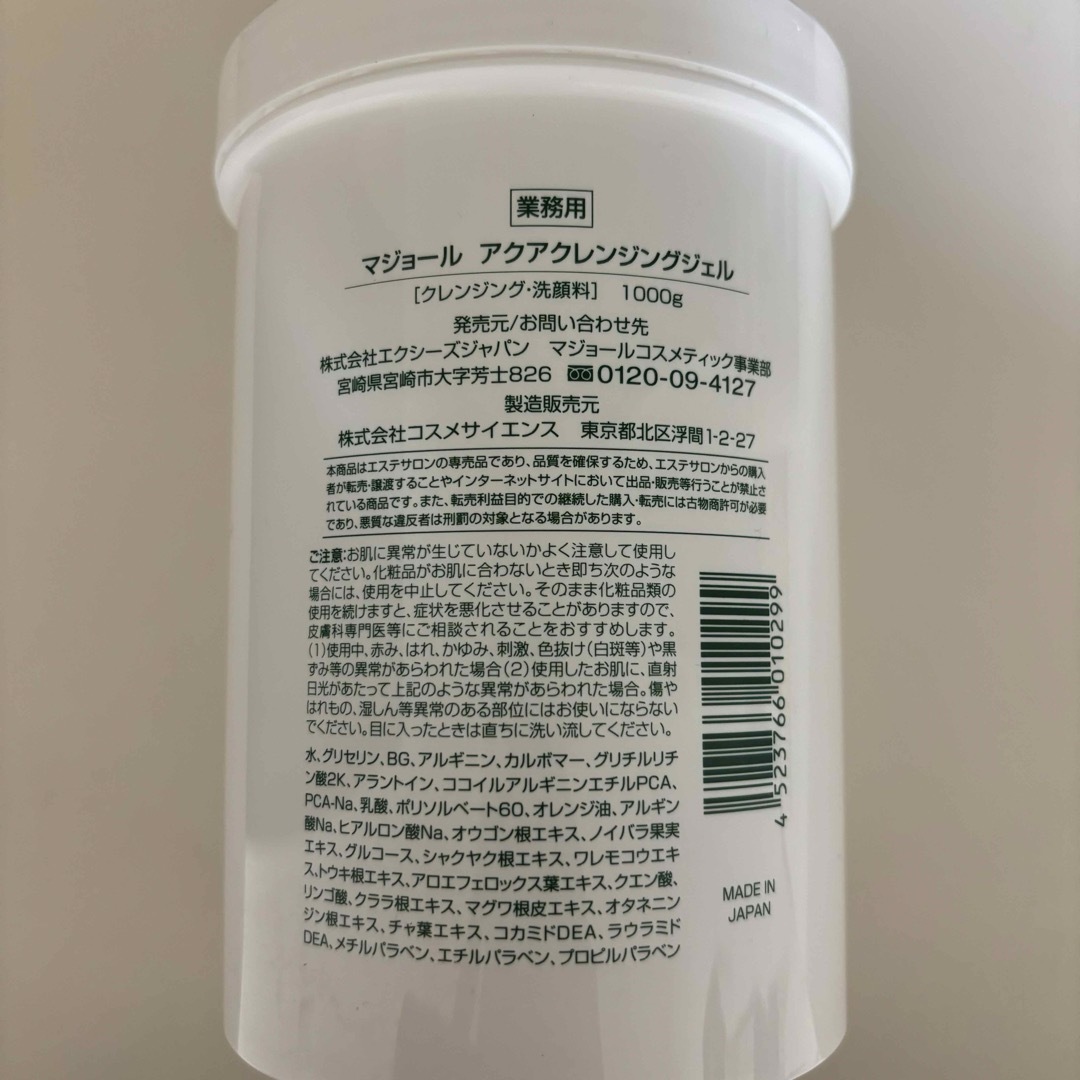 業務用
マジョール アクアクレンジングジェル
[クレンジング・洗顔料] 1000g
発売元/お問い合わせ先
株式会社エクシーズジャパン マジョールコスメティック事業部
宮崎県宮崎市大字芳士826 0120-09-4127
製造販売元
株式会社コスメサイエンス 東京都北区浮間1-2-27
本商品はエステサロンの専売品であり、品質を確保するため、エステサロンからの購入
者が転売・譲渡することやインターネットサイトにおいて出品・販売等行うことが禁止さ
れている商品です。また、転売利益目的での継続した購入・転売には古物商許可が必要
であり、悪質な違反者は刑罰の対象となる場合があります。
ご注意:お肌に異常が生じていないかよく注意して使用し
てください。化粧品がお肌に合わないとき即ち次のような
場合には、使用を中止してください。そのまま化粧品類の
使用を続けますと、症状を悪化させることがありますので、
皮膚科専門医等にご相談されることをおすすめします。
(1)使用中、赤み、はれ、かゆみ、刺激、色抜け(白斑等)や黒
ずみ等の異常があらわれた場合(2)使用したお肌に、直射
日光があたって上記のような異常があらわれた場合。傷や
はれもの、湿しん等異常のある部位にはお使いにならない
でください。目に入ったときは直ちに洗い流してください。
水、グリセリン、BG、アルギニン、カルボマー、グリチルリチ
ン酸2K、アラントイン、ココイルアルギニンエチルPCA、
PCA-Na、乳酸、ポリソルベート60、オレンジ油、アルギン
酸Na、ヒアルロン酸Na、オウゴン根エキス、ノイバラ果実
エキス、グルコース、シャクヤク根エキス、ワレモコウエキ
ス、トウキ根エキス、アロエフェロックス葉エキス、クエン酸、
リンゴ酸、クララ根エキス、マグワ根皮エキス、オタネニン
ジン根エキス、チャ葉エキス、コカミドDEA、ラウラミド
DEA、メチルパラベン、エチルパラベン、プロピルパラベン
4523766010299
MADE IN
JAPAN